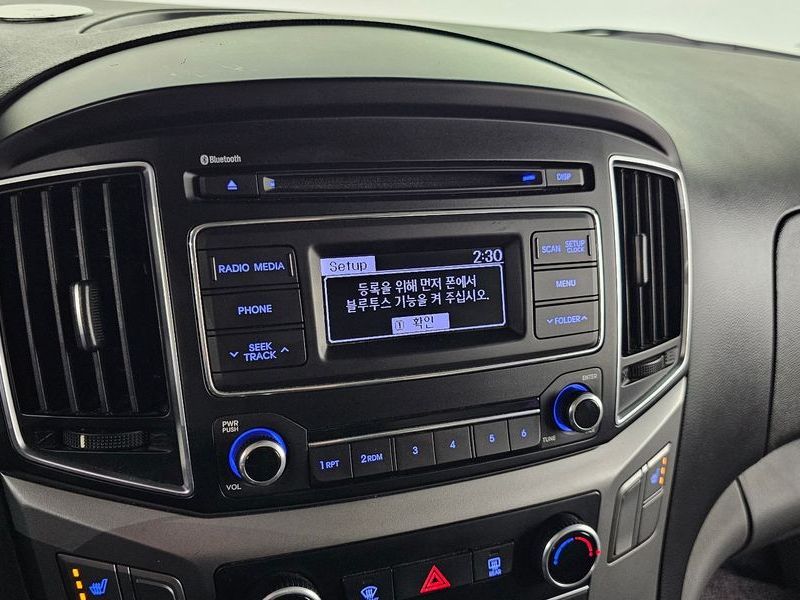 Bluetooth
DISP
RADIO MEDIA
PHONE
SEEK
TRACK
Setup 2:30
등록을 위해 먼저 폰에서
블루투스 기능을 켜 주십시오.
① 확인
SCAN SETUP
CLOCK
MENU
FOLDER
PWR
PUSH
VOL
1 RPT 2 RDM 3 4 5 6
ENTER
TUNE
REAR